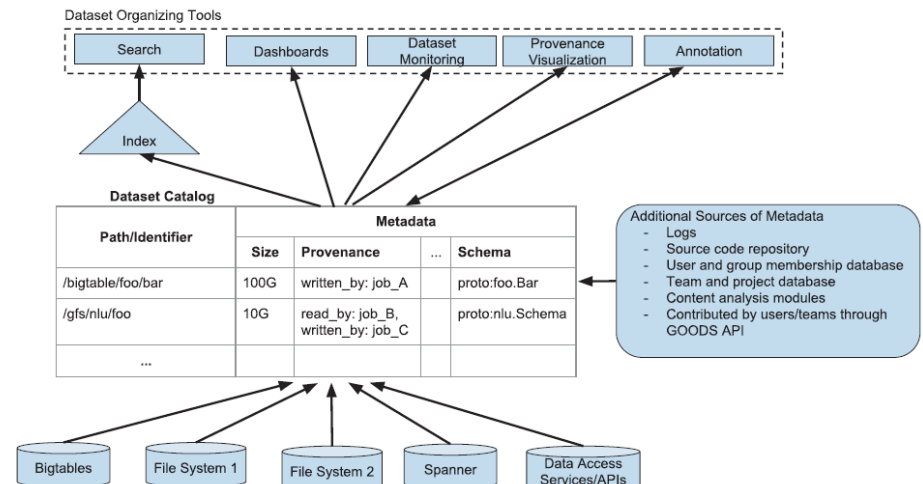 Dataset Organizing Tools
Search
Dashboards
Dataset
Monitoring
Provenance
Visualization
Annotation
Index
Dataset Catalog
Path/Identifier
Metadata
Size
Provenance
...
Schema
/bigtable/foo/bar
100G
written_by: job_A
proto:foo.Bar
/gfs/nlu/foo
10G
read_by: job_B,
written_by: job_C
proto:nlu.Schema
...
Additional Sources of Metadata
- Logs
- Source code repository
- User and group membership database
- Team and project database
- Content analysis modules
- Contributed by users/teams through
GOODS API
Bigtables
File System 1
File System 2
Spanner
Data Access
Services/APIs